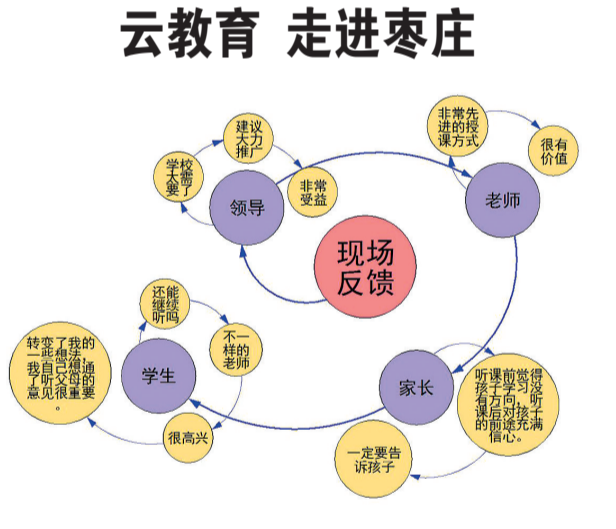 云教育 走进枣庄
现场
反馈
领导
学校
太需
要了
建议
大力
推广
非常
受益
老师
非常先
进的授
课方式
很有
价值
家长
听课前觉得
孩子学习没
有方向，听
课后对孩子
的前途充满
信心。
一定要告
诉孩子
学生
还能
继续
听吗
不一
样的
老师
很高兴
转变了我的
一些想法，
我自己想通
了听父母的
意见很重要
。